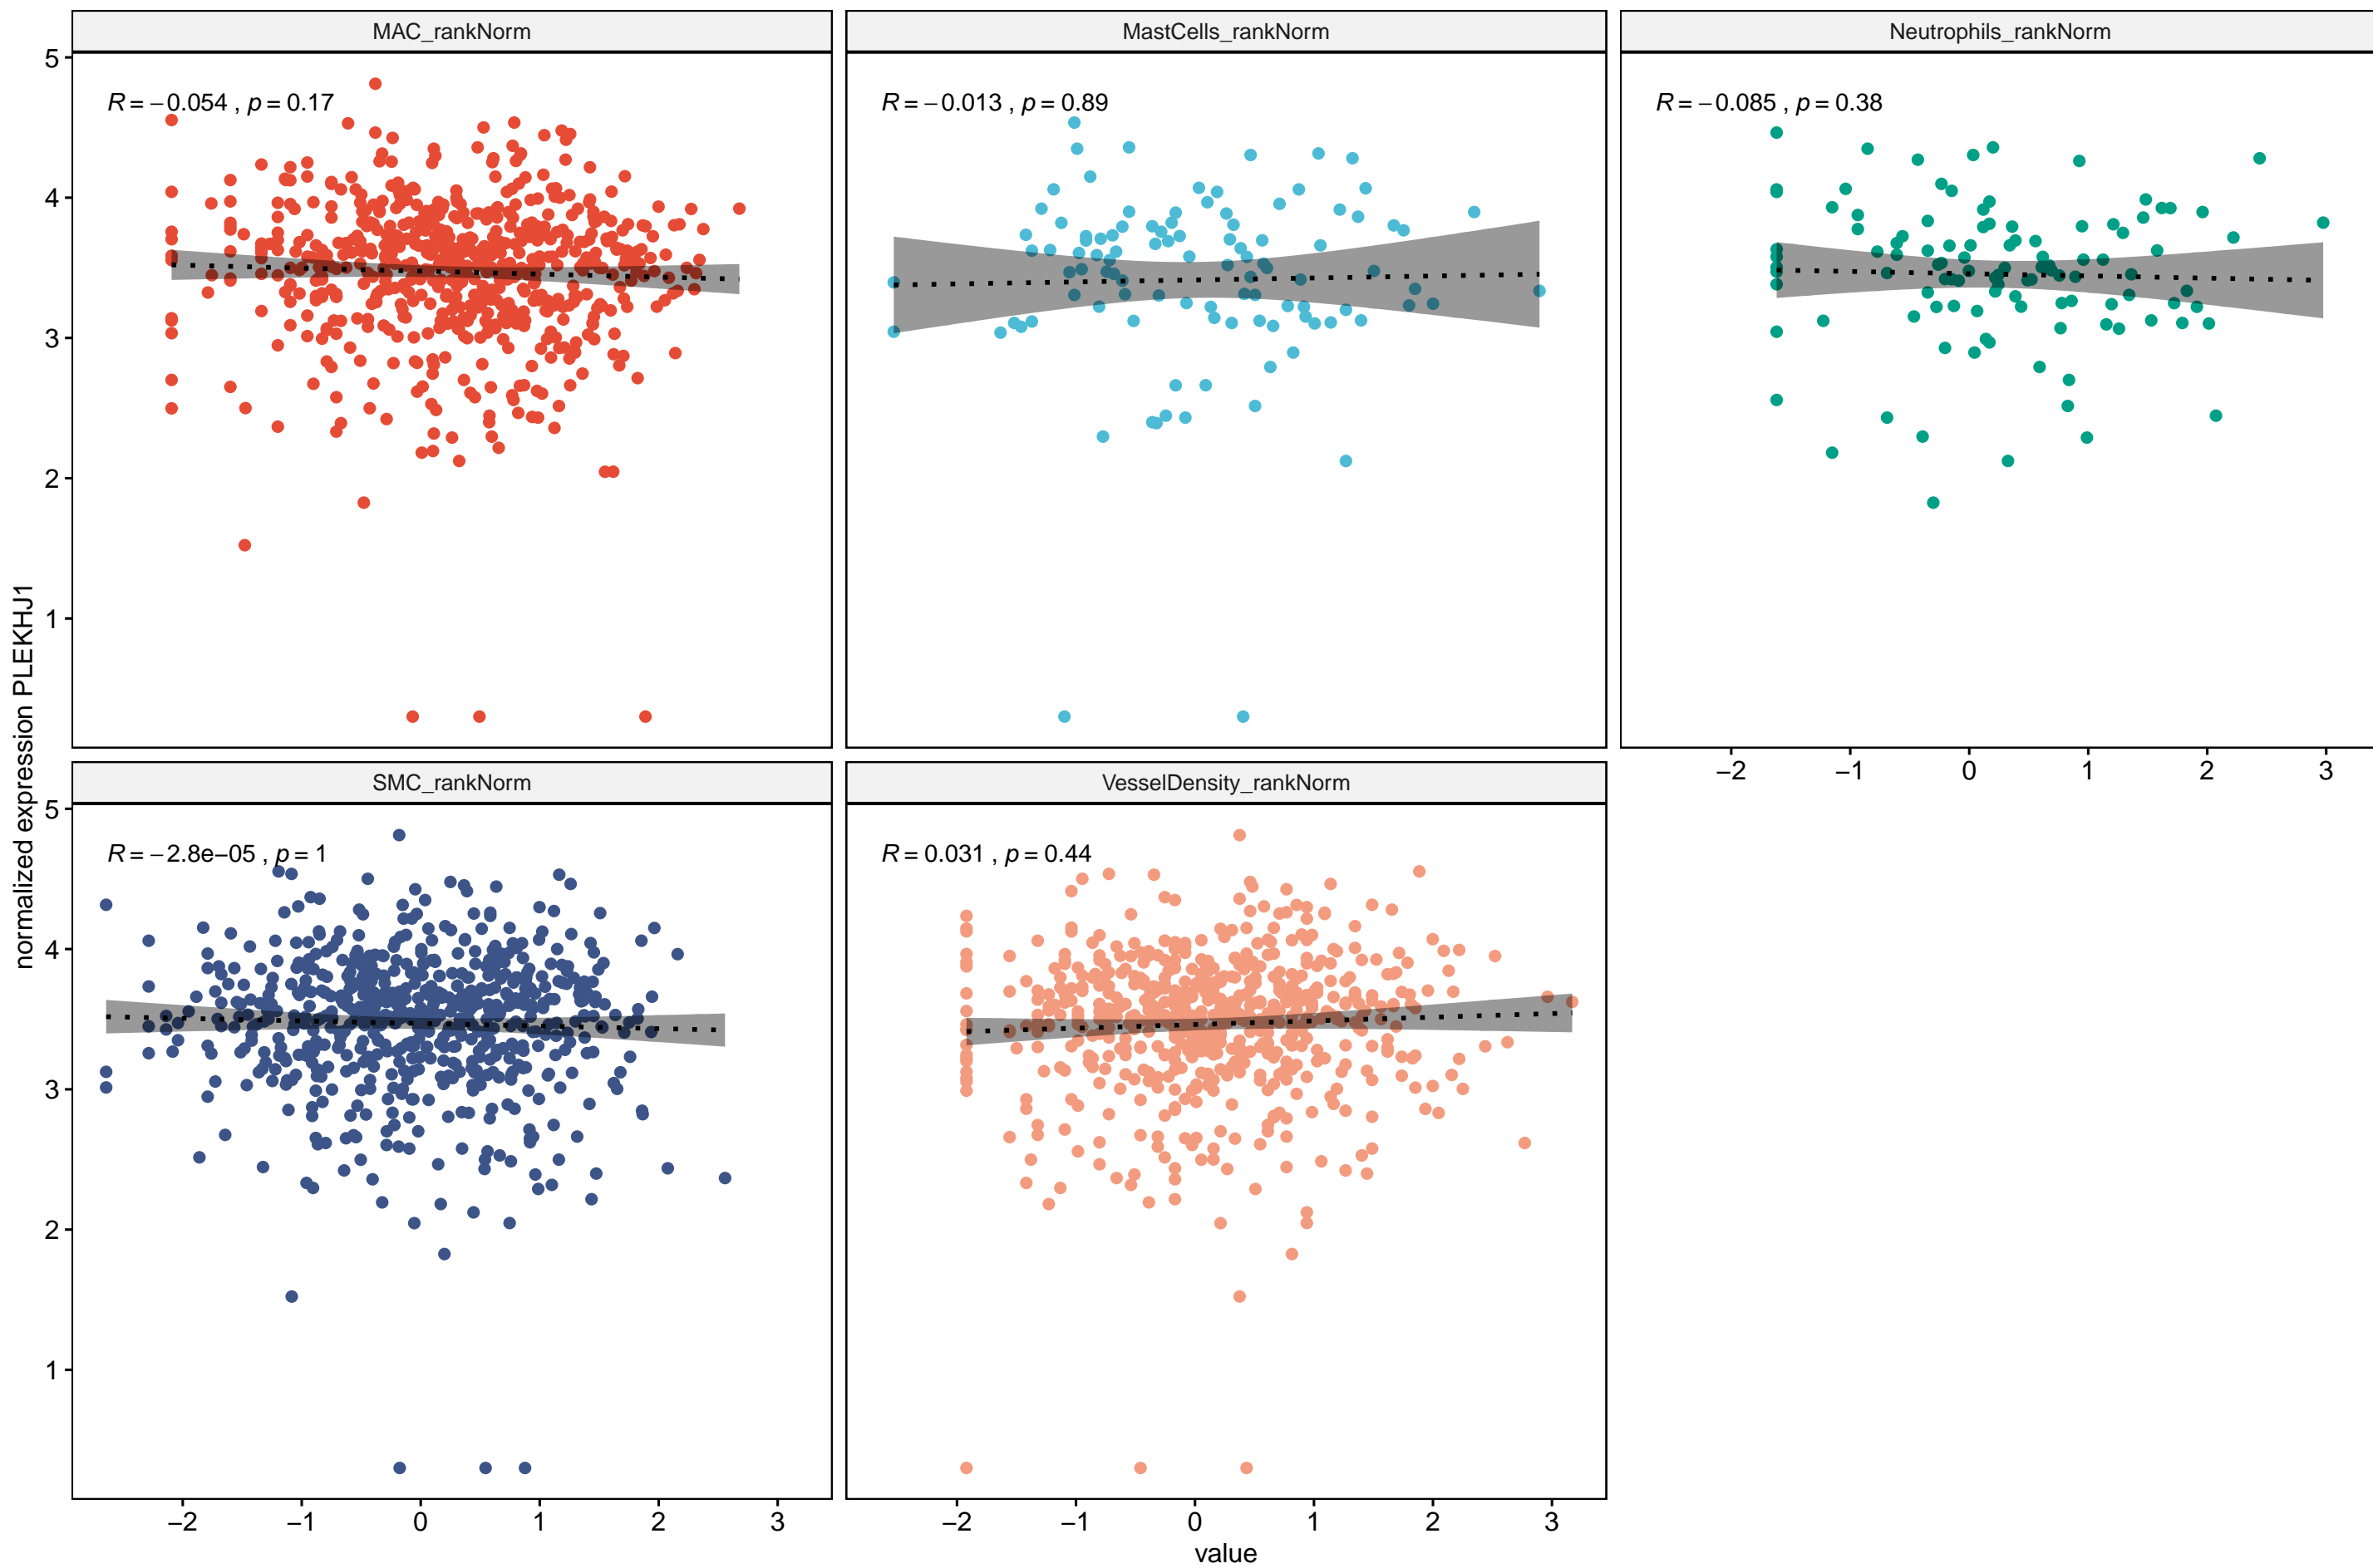 MAC_rankNorm
MastCells_rankNorm
Neutrophils_rankNorm
R = −0.054 , p = 0.17
R = −0.013 , p = 0.89
R = −0.085 , p = 0.38
5
4
3
2
1
−2 −1 0 1 2 3
SMC_rankNorm
VesselDensity_rankNorm
R = −2.8e−05 , p = 1
R = 0.031 , p = 0.44
5
4
3
2
1
−2 −1 0 1 2 3
−2 −1 0 1 2 3
value
normalized expression PLEKHJ1